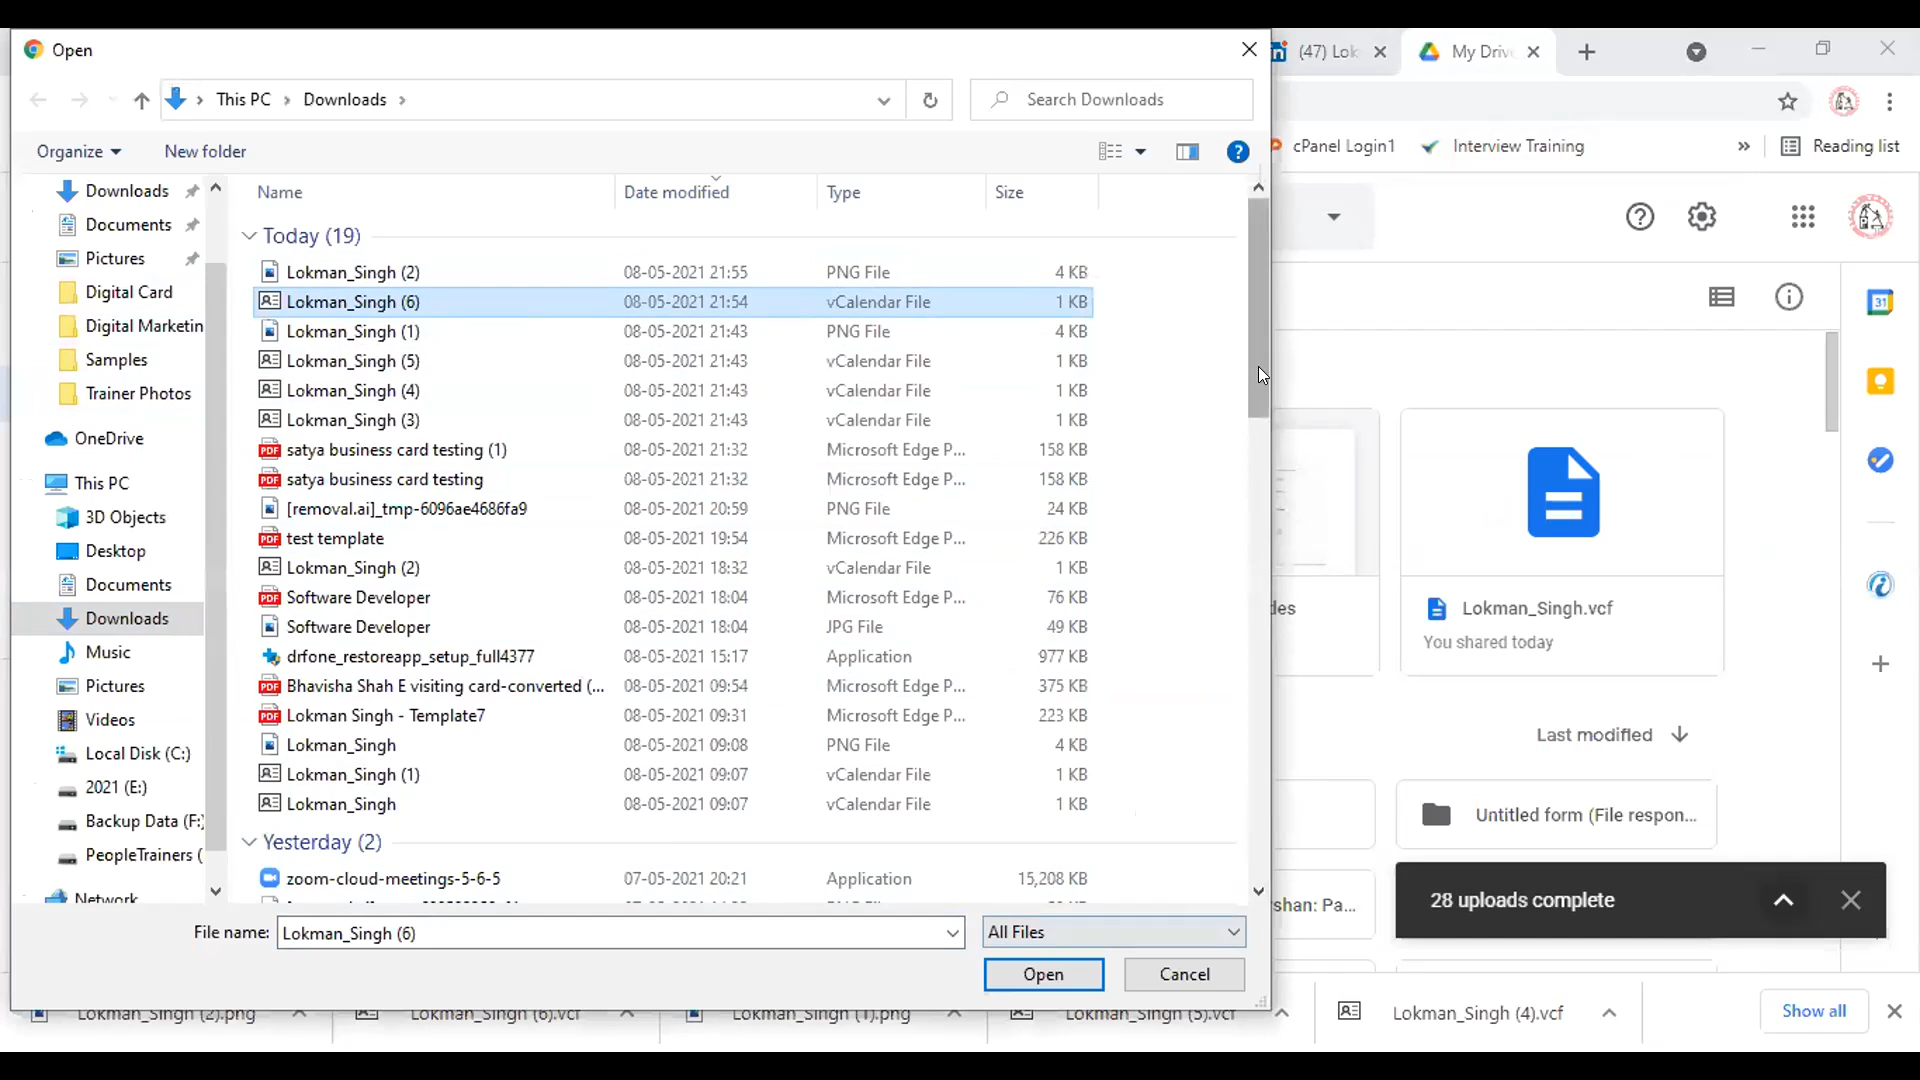 Open
This PC
Downloads
Search Downloads
Organize
New folder
Downloads
Documents
Pictures
Digital Card
Digital Marketin
Samples
Trainer Photos
OneDrive
This PC
3D Objects
Desktop
Documents
Downloads
Music
Pictures
Videos
Local Disk (C:)
2021 (E:)
Backup Data (F:)
PeopleTrainers (
Network
Name Date modified Type Size
Today (19)
Lokman_Singh (2) 08-05-2021 21:55 PNG File 4 KB
Lokman_Singh (6) 08-05-2021 21:54 vCalendar File 1 KB
Lokman_Singh (1) 08-05-2021 21:43 PNG File 4 KB
Lokman_Singh (5) 08-05-2021 21:43 vCalendar File 1 KB
Lokman_Singh (4) 08-05-2021 21:43 vCalendar File 1 KB
Lokman_Singh (3) 08-05-2021 21:43 vCalendar File 1 KB
satya business card testing (1) 08-05-2021 21:32 Microsoft Edge P... 158 KB
satya business card testing 08-05-2021 21:32 Microsoft Edge P... 158 KB
[removal.ai]_tmp-6096ae4686fa9 08-05-2021 20:59 PNG File 24 KB
test template 08-05-2021 19:54 Microsoft Edge P... 226 KB
Lokman_Singh (2) 08-05-2021 18:32 vCalendar File 1 KB
Software Developer 08-05-2021 18:04 Microsoft Edge P... 76 KB
Software Developer 08-05-2021 18:04 JPG File 49 KB
drfone_restoreapp_setup_full4377 08-05-2021 15:17 Application 977 KB
Bhavisha Shah E visiting card-converted (... 08-05-2021 09:54 Microsoft Edge P... 375 KB
Lokman Singh - Template7 08-05-2021 09:31 Microsoft Edge P... 223 KB
Lokman_Singh 08-05-2021 09:08 PNG File 4 KB
Lokman_Singh (1) 08-05-2021 09:07 vCalendar File 1 KB
Lokman_Singh 08-05-2021 09:07 vCalendar File 1 KB
Yesterday (2)
zoom-cloud-meetings-5-6-5 07-05-2021 20:21 Application 15,208 KB
File name: Lokman_Singh (6) All Files
Open Cancel
(47) Lok
My Driv
cPanel Login1
Interview Training
» Reading list
31
des
Lokman_Singh.vcf
You shared today
Last modified
Untitled form (File respon...
shan: Pa...
28 uploads complete
Lokman_Singh (2).png
Lokman_Singh (6).vcf
Lokman_Singh (1).png
Lokman_Singh (5).vcf
Lokman_Singh (4).vcf
Show all